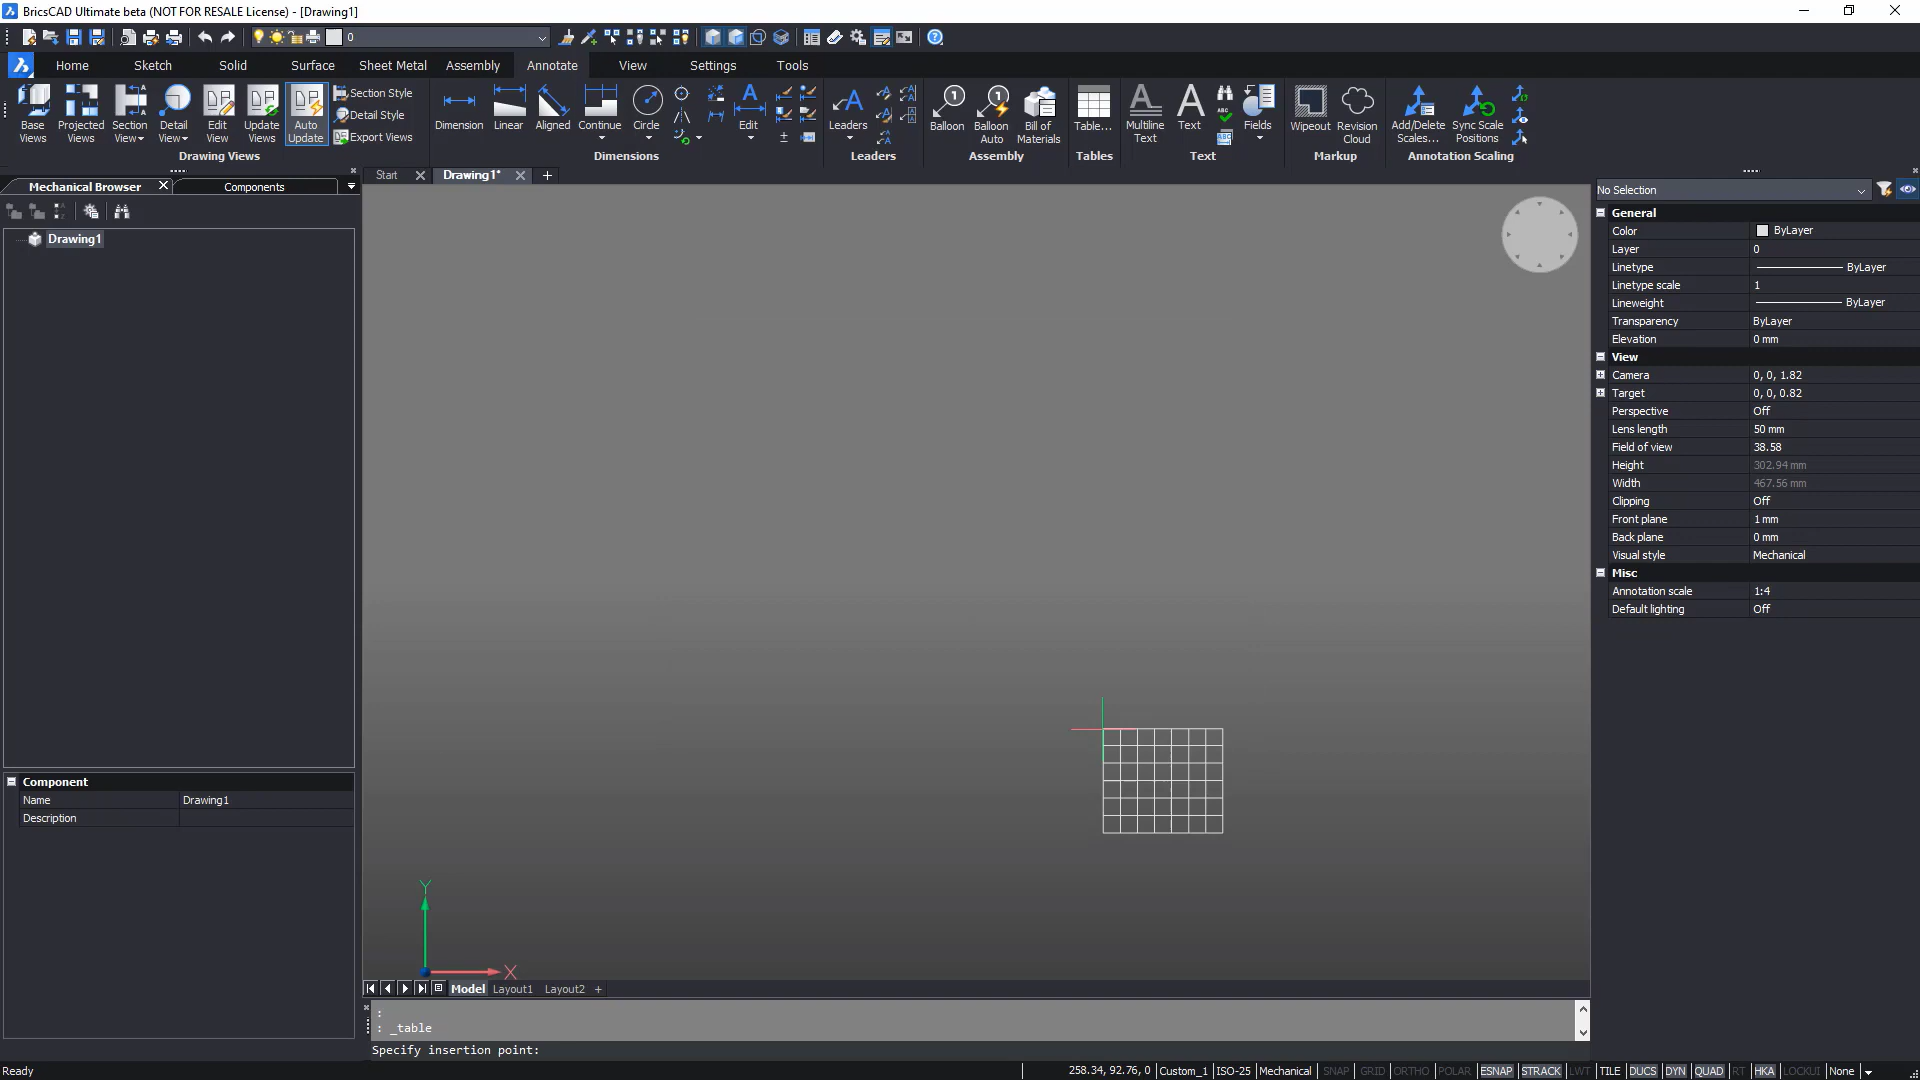 BricsCAD Ultimate beta (NOT FOR RESALE License) - [Drawing1]
0
Home Sketch Solid Surface Sheet Metal Assembly Annotate View Settings Tools
Base Views
Projected Views
Section View
Detail View
Edit View
Update Views
Auto Update
Section Style
Detail Style
Export Views
Drawing Views
Dimension
Linear
Aligned
Continue
Circle
Edit
Dimensions
Leaders
Leaders
Balloon
Balloon Auto
Bill of Materials
Assembly
Table...
Tables
Multiline Text
Text
Fields
Text
Wipeout
Revision Cloud
Markup
Add/Delete Scales...
Sync Scale Positions
Annotation Scaling
Mechanical Browser
Components
Start
Drawing1*
Drawing1
Component
Name Drawing1
Description
No Selection
General
Color ByLayer
Layer 0
Linetype ByLayer
Linetype scale 1
Lineweight ByLayer
Transparency ByLayer
Elevation 0 mm
View
Camera 0, 0, 1.82
Target 0, 0, 0.82
Perspective Off
Lens length 50 mm
Field of view 38.58
Height 302.94 mm
Width 467.56 mm
Clipping Off
Front plane 1 mm
Back plane 0 mm
Visual style Mechanical
Misc
Annotation scale 1:4
Default lighting Off
Y
X
Model Layout1 Layout2 +
:
: _table
Specify insertion point:
Ready
258.34, 92.76, 0 Custom_1 ISO-25 Mechanical SNAP GRID ORTHO POLAR ESNAP STRACK LWT TILE DUCS DYN QUAD RT HKA LOCKUI None